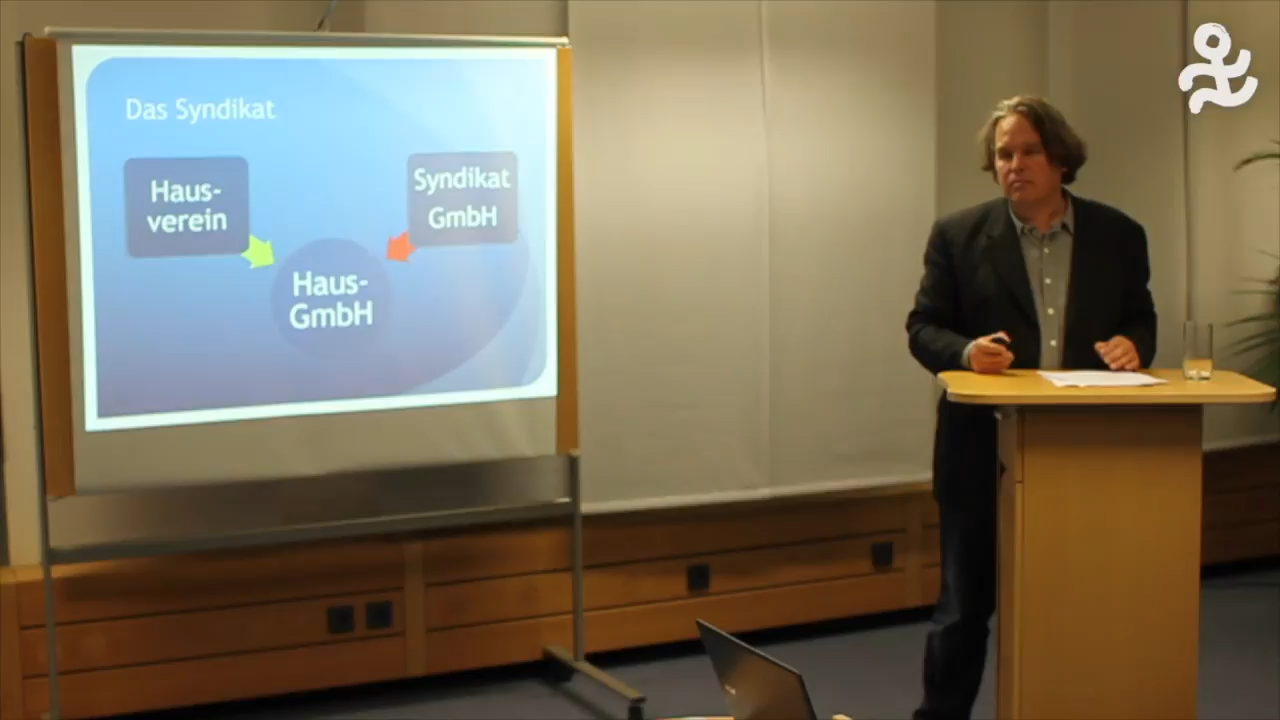 Das Syndikat
Haus-
verein
Syndikat
GmbH
Haus-
GmbH